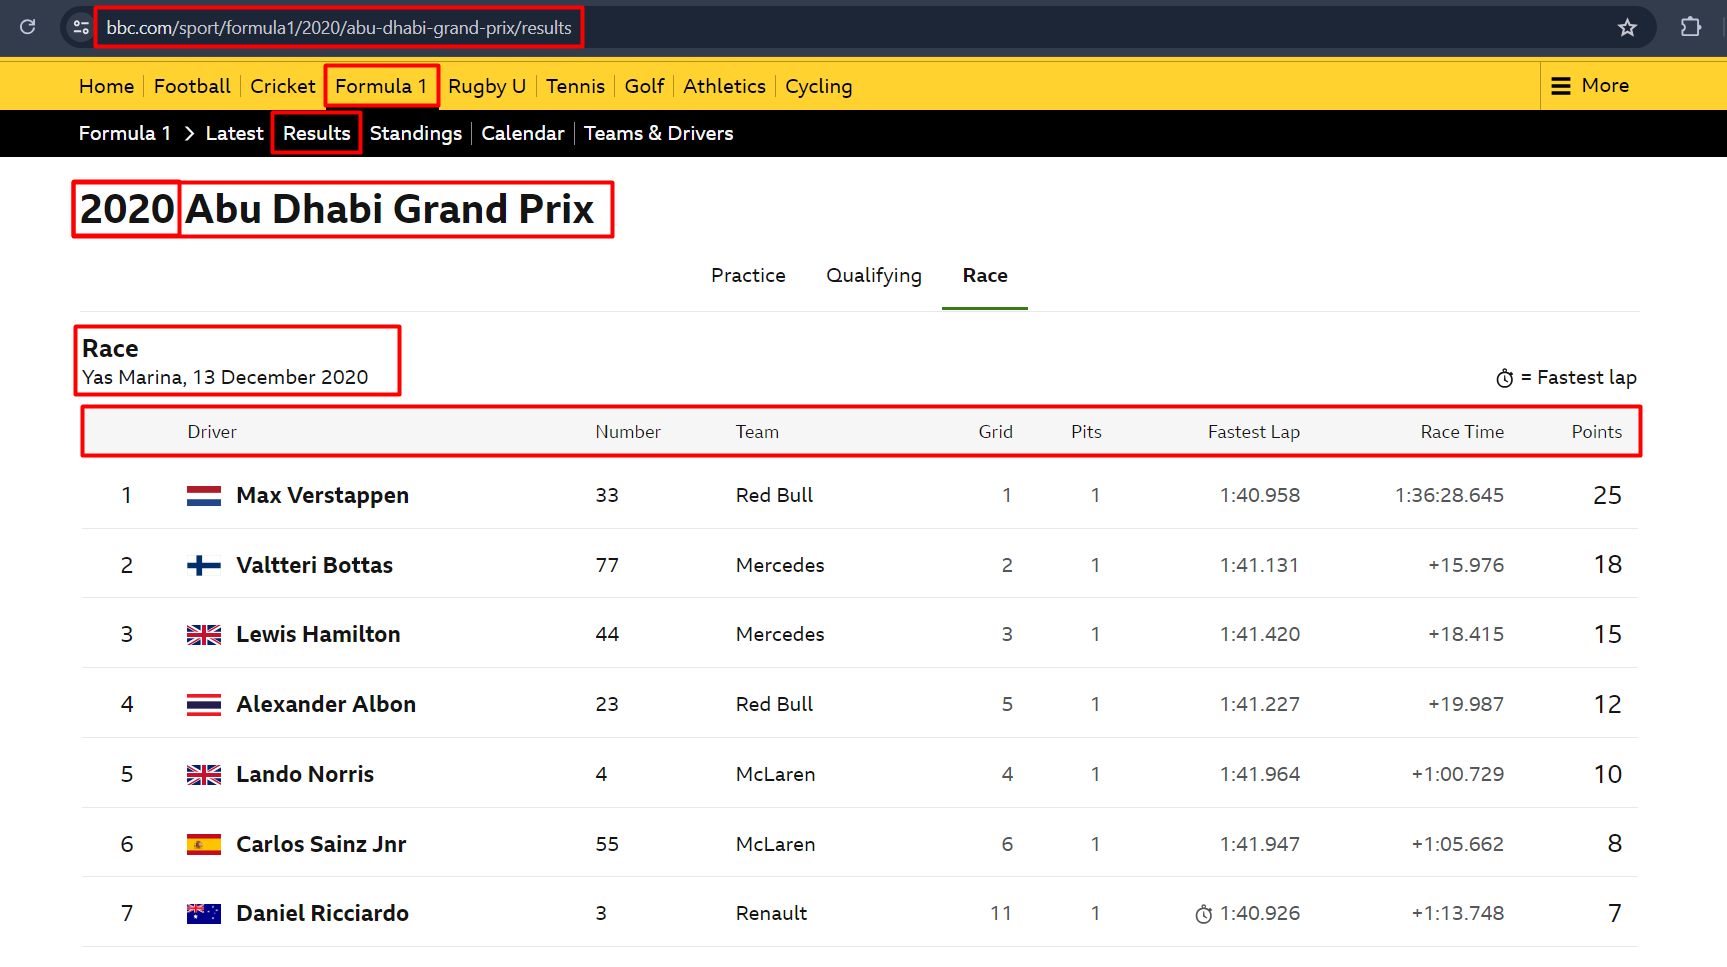 bbc.com/sport/formula1/2020/abu-dhabi-grand-prix/results
Home Football Cricket Formula 1 Rugby U Tennis Golf Athletics Cycling More
Formula 1 Latest Results Standings Calendar Teams & Drivers
2020 Abu Dhabi Grand Prix
Practice Qualifying Race
Race
Yas Marina, 13 December 2020
= Fastest lap
Driver Number Team Grid Pits Fastest Lap Race Time Points
1 Max Verstappen 33 Red Bull 1 1 1:40.958 1:36:28.645 25
2 Valtteri Bottas 77 Mercedes 2 1 1:41.131 +15.976 18
3 Lewis Hamilton 44 Mercedes 3 1 1:41.420 +18.415 15
4 Alexander Albon 23 Red Bull 5 1 1:41.227 +19.987 12
5 Lando Norris 4 McLaren 4 1 1:41.964 +1:00.729 10
6 Carlos Sainz Jnr 55 McLaren 6 1 1:41.947 +1:05.662 8
7 Daniel Ricciardo 3 Renault 11 1 1:40.926 +1:13.748 7